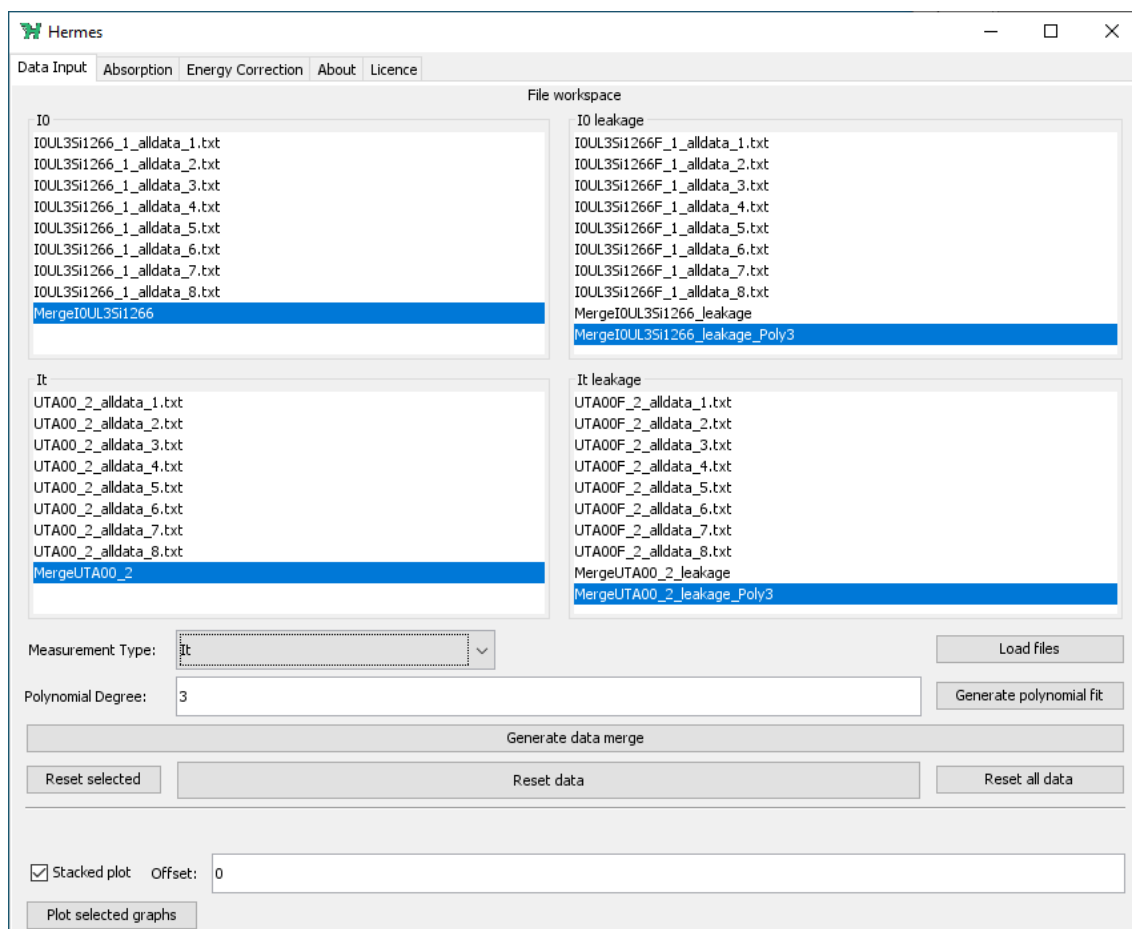 Hermes
Data Input Absorption Energy Correction About Licence
File workspace
I0
I0UL3Si1266_1_alldata_1.txt
I0UL3Si1266_1_alldata_2.txt
I0UL3Si1266_1_alldata_3.txt
I0UL3Si1266_1_alldata_4.txt
I0UL3Si1266_1_alldata_5.txt
I0UL3Si1266_1_alldata_6.txt
I0UL3Si1266_1_alldata_7.txt
I0UL3Si1266_1_alldata_8.txt
MergeI0UL3Si1266
I0 leakage
I0UL3Si1266F_1_alldata_1.txt
I0UL3Si1266F_1_alldata_2.txt
I0UL3Si1266F_1_alldata_3.txt
I0UL3Si1266F_1_alldata_4.txt
I0UL3Si1266F_1_alldata_5.txt
I0UL3Si1266F_1_alldata_6.txt
I0UL3Si1266F_1_alldata_7.txt
I0UL3Si1266F_1_alldata_8.txt
MergeI0UL3Si1266_leakage
MergeI0UL3Si1266_leakage_Poly3
It
UTA00_2_alldata_1.txt
UTA00_2_alldata_2.txt
UTA00_2_alldata_3.txt
UTA00_2_alldata_4.txt
UTA00_2_alldata_5.txt
UTA00_2_alldata_6.txt
UTA00_2_alldata_7.txt
UTA00_2_alldata_8.txt
MergeUTA00_2
It leakage
UTA00F_2_alldata_1.txt
UTA00F_2_alldata_2.txt
UTA00F_2_alldata_3.txt
UTA00F_2_alldata_4.txt
UTA00F_2_alldata_5.txt
UTA00F_2_alldata_6.txt
UTA00F_2_alldata_7.txt
UTA00F_2_alldata_8.txt
MergeUTA00_2_leakage
MergeUTA00_2_leakage_Poly3
Measurement Type: It Load files
Polynomial Degree: 3 Generate polynomial fit
Generate data merge
Reset selected Reset data Reset all data
Stacked plot Offset: 0
Plot selected graphs